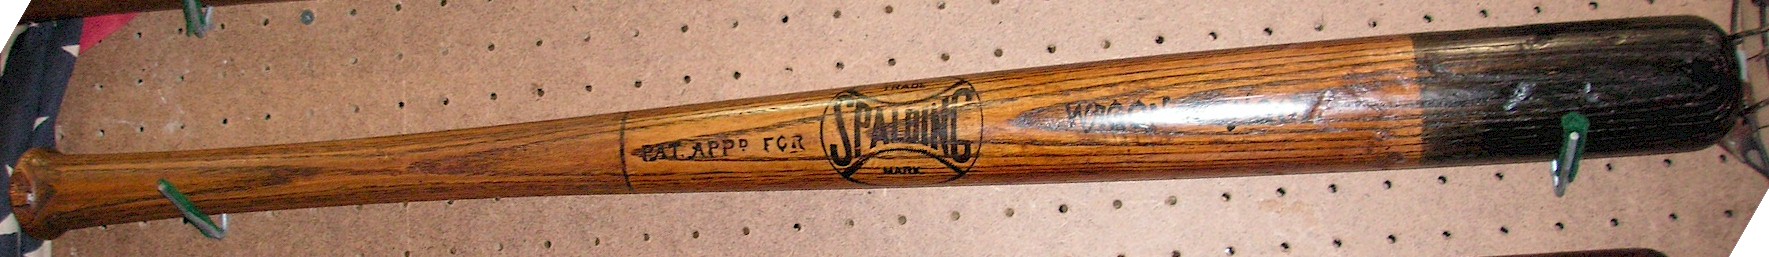 PAT. APPD FOR
TRADE
SPALDING
MARK